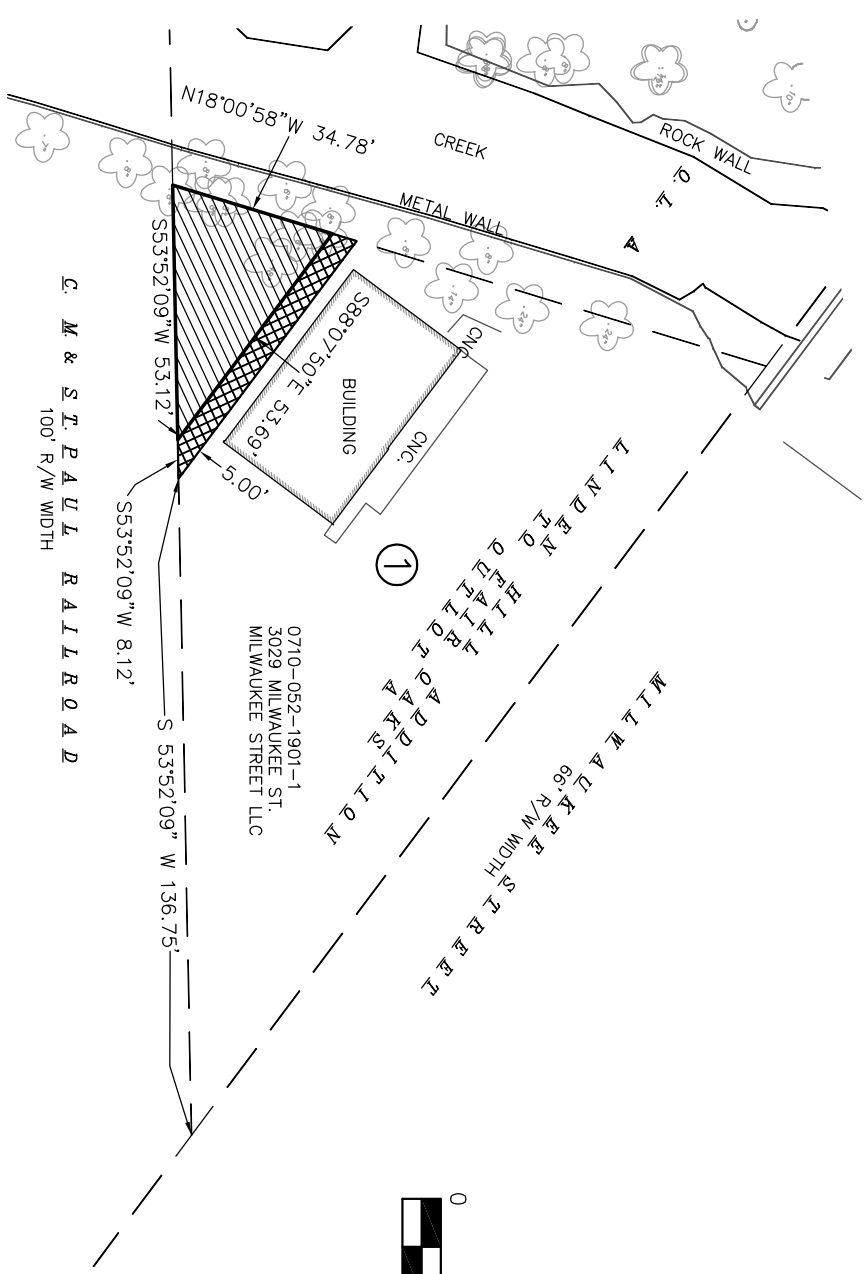 N18°00'58"W 34.78'
CREEK
ROCK WALL
METAL WALL
O. L. A
S53°52'09"W 53.12'
S88°07'50"E 53.69'
BUILDING
CNC
CNC.
5.00'
S53°52'09"W 8.12'
S 53°52'09" W 136.75'
C. M & ST. PAUL RAILROAD
100' R/W WIDTH
1
0710-052-1901-1
3029 MILWAUKEE ST.
MILWAUKEE STREET LLC
LINDEN HILL ADDITION
TO FAIR OAKS
OUTLOT A
MILWAUKEE STREET
66' R/W WIDTH
0